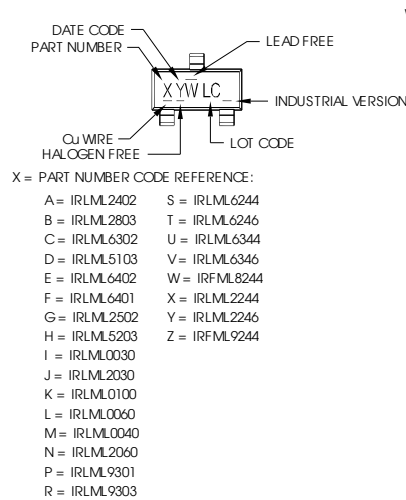 DATE CODE
PART NUMBER
LEAD FREE
X YW LC
INDUSTRIAL VERSION
Cu WIRE
HALOGEN FREE
LOT CODE
X = PART NUMBER CODE REFERENCE:
A = IRLML2402 S = IRLML6244
B = IRLML2803 T = IRLML6246
C = IRLML6302 U = IRLML6344
D = IRLML5103 V = IRLML6346
E = IRLML6402 W = IRFML8244
F = IRLML6401 X = IRLML2244
G = IRLML2502 Y = IRLML2246
H = IRLML5203 Z = IRFML9244
I = IRLML0030
J = IRLML2030
K = IRLML0100
L = IRLML0060
M = IRLML0040
N = IRLML2060
P = IRLML9301
R = IRLML9303